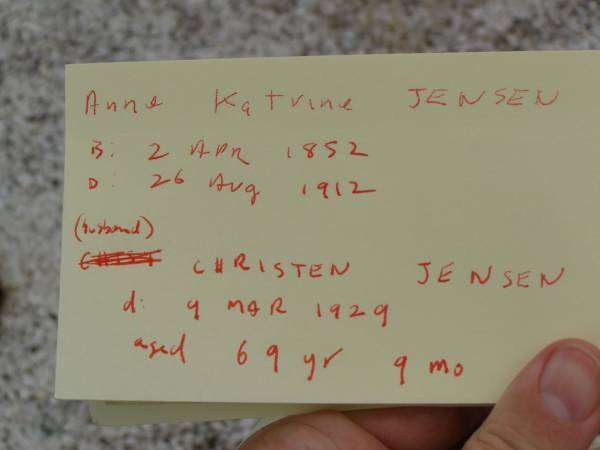 Anne Katrine JENSEN
B: 2 APR 1852
D: 26 Aug 1912
(husband)
CHRISTEN JENSEN
d: 9 MAR 1929
aged 69 yr 9 mo